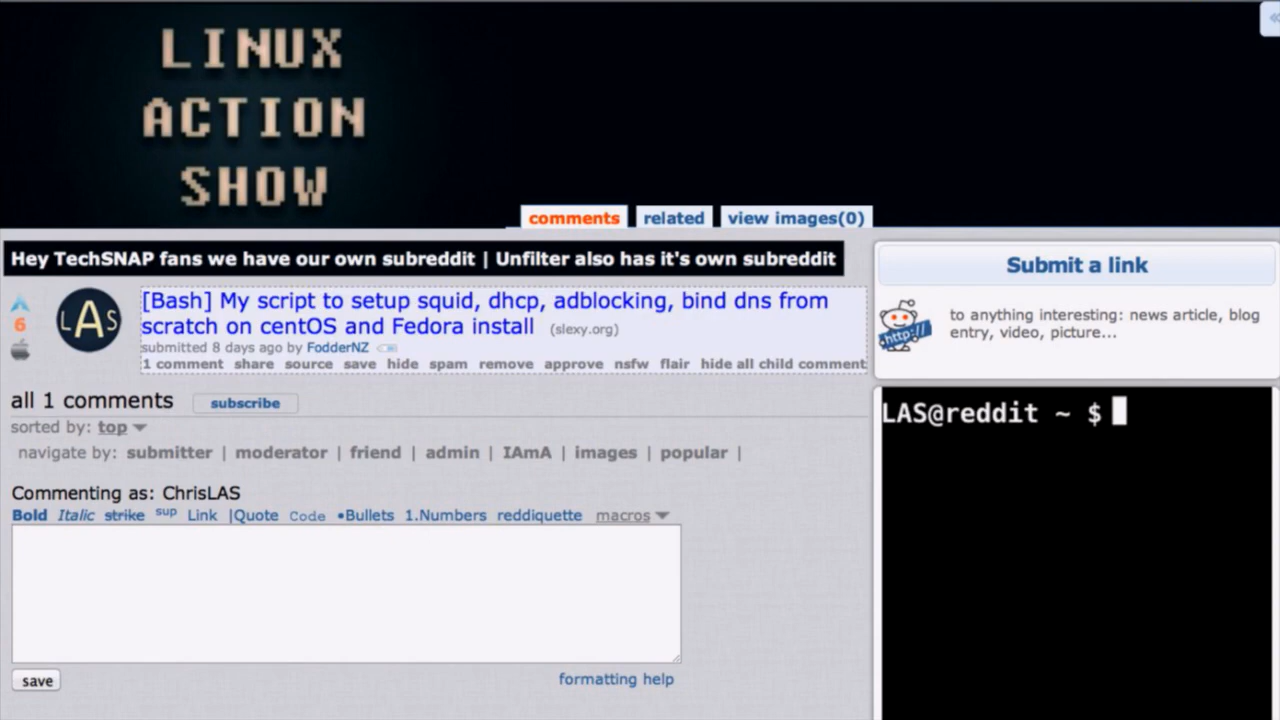 LINUX
ACTION
SHOW
comments related view images(0)
Hey TechSNAP fans we have our own subreddit | Unfilter also has it's own subreddit
Submit a link
6
LAS
[Bash] My script to setup squid, dhcp, adblocking, bind dns from
scratch on centOS and Fedora install (slexy.org)
submitted 8 days ago by FodderNZ
1 comment share source save hide spam remove approve nsfw flair hide all child comment
http://
to anything interesting: news article, blog
entry, video, picture...
all 1 comments subscribe
sorted by: top
navigate by: submitter | moderator | friend | admin | IAmA | images | popular |
LAS@reddit ~ $
Commenting as: ChrisLAS
Bold Italic strike sup Link |Quote Code •Bullets 1.Numbers reddiquette macros
save
formatting help